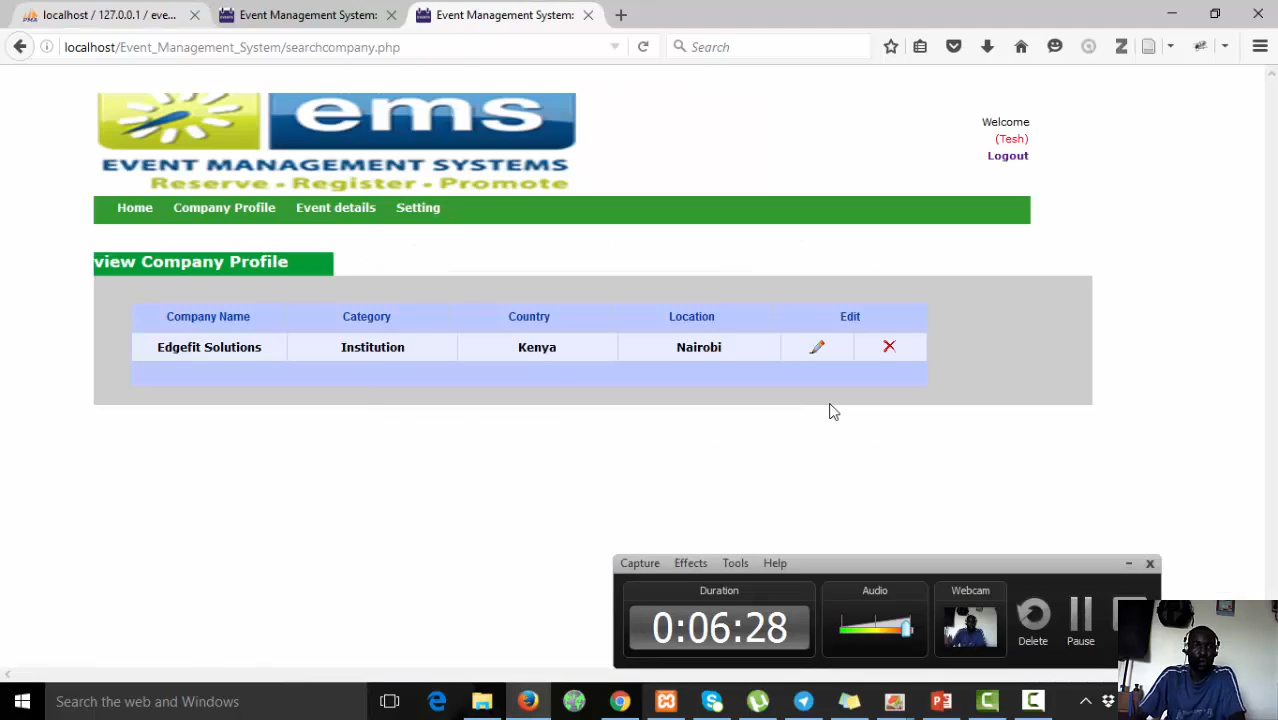 localhost / 127.0.0.1 / eve...
Event Management System:
Event Management System:
localhost/Event_Management_System/searchcompany.php
Search
ems
EVENT MANAGEMENT SYSTEMS
Reserve • Register • Promote
Welcome
(Tesh)
Logout
Home Company Profile Event details Setting
view Company Profile
Company Name Category Country Location Edit
Edgefit Solutions Institution Kenya Nairobi
Capture Effects Tools Help
Duration Audio Webcam
0:06:28
Delete Pause
Search the web and Windows